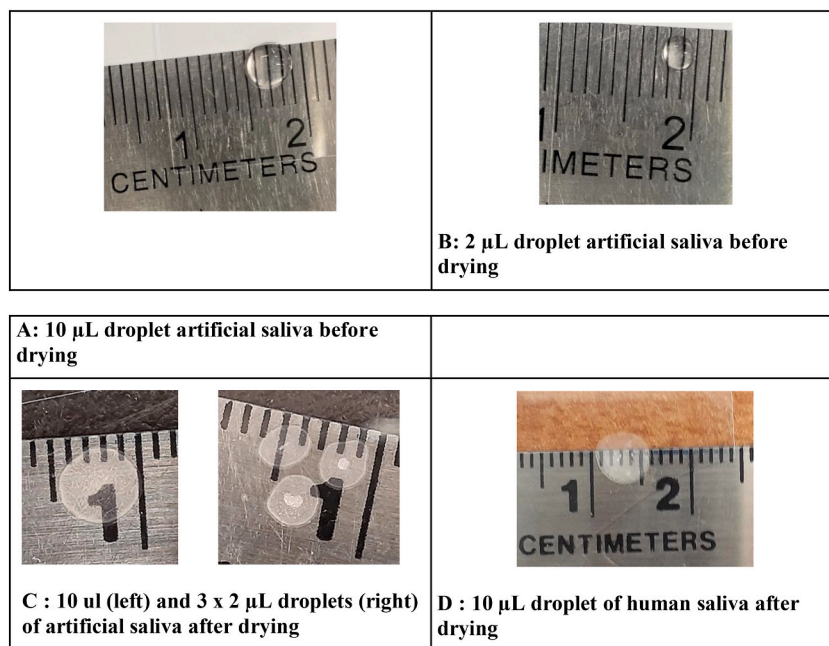 1 2
CENTIMETERS
1 2
IMETERS
B: 2 µL droplet artificial saliva before
drying
A: 10 µL droplet artificial saliva before
drying
1
1
1 2
CENTIMETERS
C : 10 ul (left) and 3 x 2 µL droplets (right)
of artificial saliva after drying
D : 10 µL droplet of human saliva after
drying